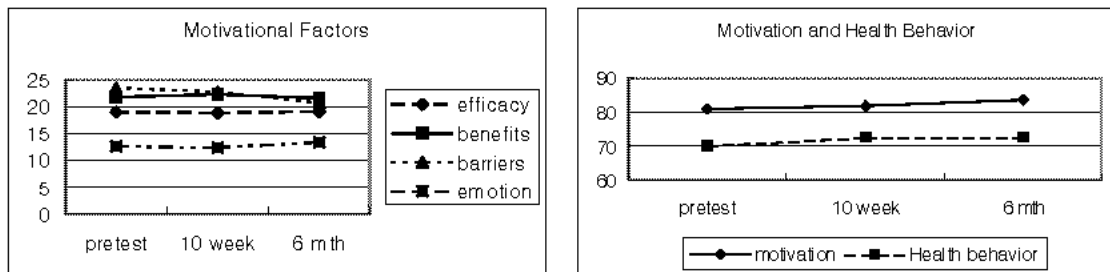 Motivational Factors
25
20
15
10
5
0
pretest 10 week 6 mth
efficacy
benefits
barriers
emotion
Motivation and Health Behavior
90
80
70
60
pretest 10 week 6 mth
motivation Health behavior